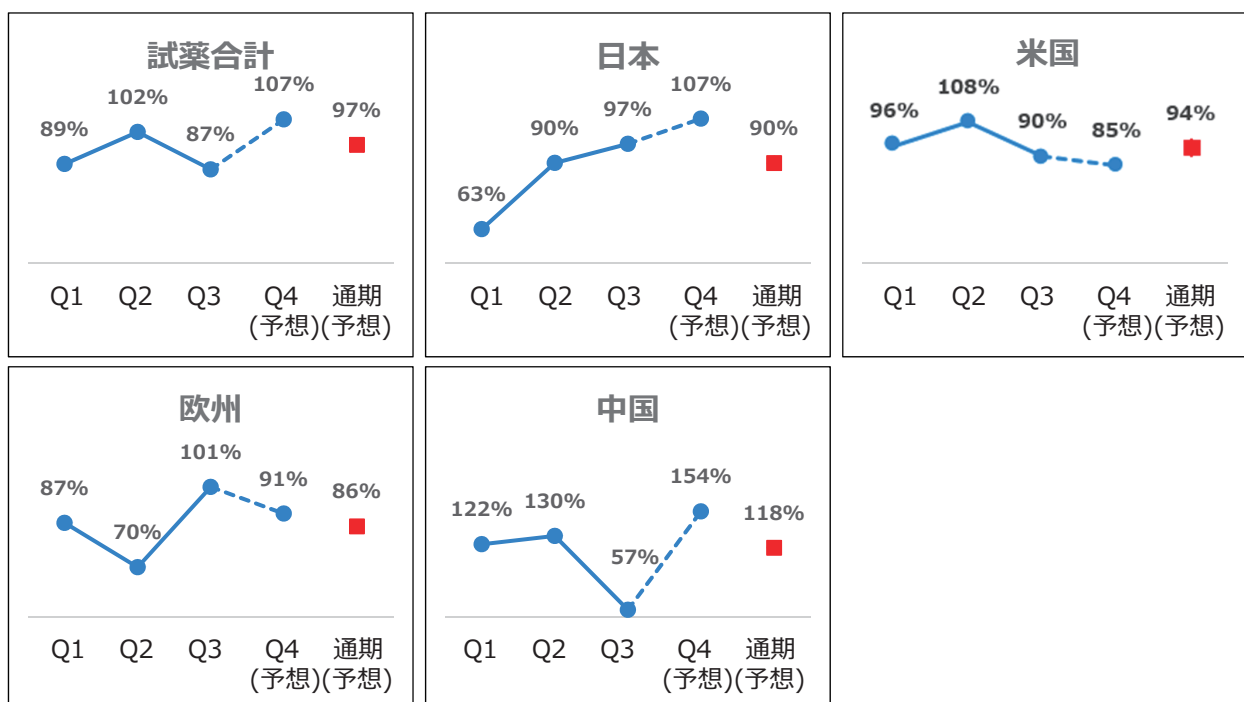 試薬合計
89%
102%
87%
107%
97%
Q1 Q2 Q3 Q4 通期
(予想)(予想)
日本
63%
90%
97%
107%
90%
Q1 Q2 Q3 Q4 通期
(予想)(予想)
米国
96%
108%
90%
85%
94%
Q1 Q2 Q3 Q4 通期
(予想)(予想)
欧州
87%
70%
101%
91%
86%
Q1 Q2 Q3 Q4 通期
(予想)(予想)
中国
122%
130%
57%
154%
118%
Q1 Q2 Q3 Q4 通期
(予想)(予想)